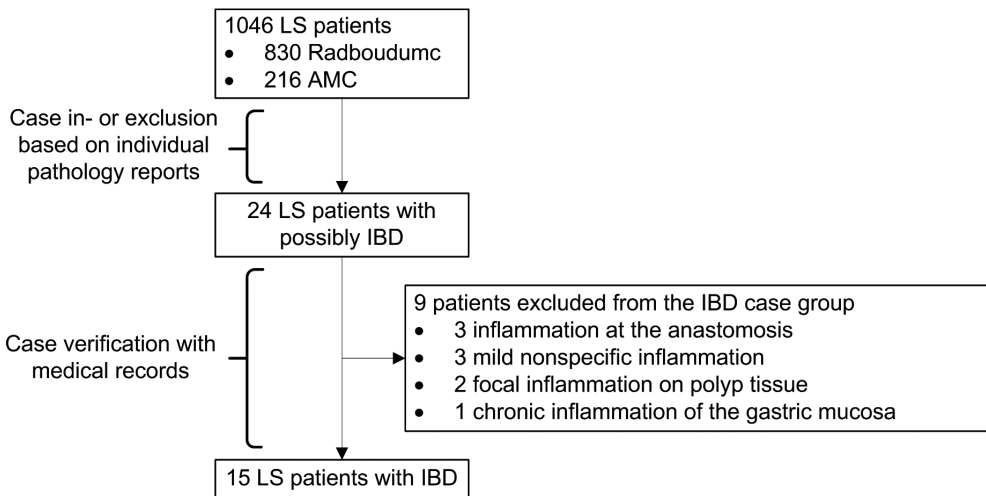 1046 LS patients
• 830 Radboudumc
• 216 AMC
Case in- or exclusion
based on individual
pathology reports
24 LS patients with
possibly IBD
9 patients excluded from the IBD case group
• 3 inflammation at the anastomosis
• 3 mild nonspecific inflammation
• 2 focal inflammation on polyp tissue
• 1 chronic inflammation of the gastric mucosa
Case verification with
medical records
15 LS patients with IBD